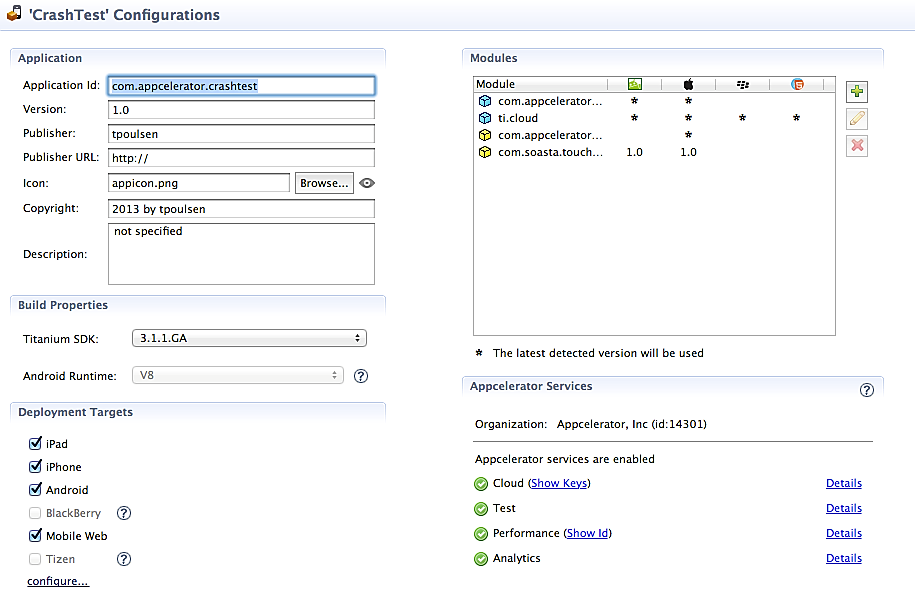 'CrashTest' Configurations
Application
Application Id: com.appcelerator.crashtest
Version: 1.0
Publisher: tpoulsen
Publisher URL: http://
Icon: appicon.png Browse...
Copyright: 2013 by tpoulsen
Description: not specified
Build Properties
Titanium SDK: 3.1.1.GA
Android Runtime: V8 ?
Deployment Targets
iPad
iPhone
Android
BlackBerry ?
Mobile Web
Tizen ?
configure...
Modules
Module
com.appcelerator... * *
ti.cloud * * * *
com.appcelerator... *
com.soasta.touch... 1.0 1.0
* The latest detected version will be used
Appcelerator Services ?
Organization: Appcelerator, Inc (id:14301)
Appcelerator services are enabled
Cloud (Show Keys) Details
Test Details
Performance (Show Id) Details
Analytics Details